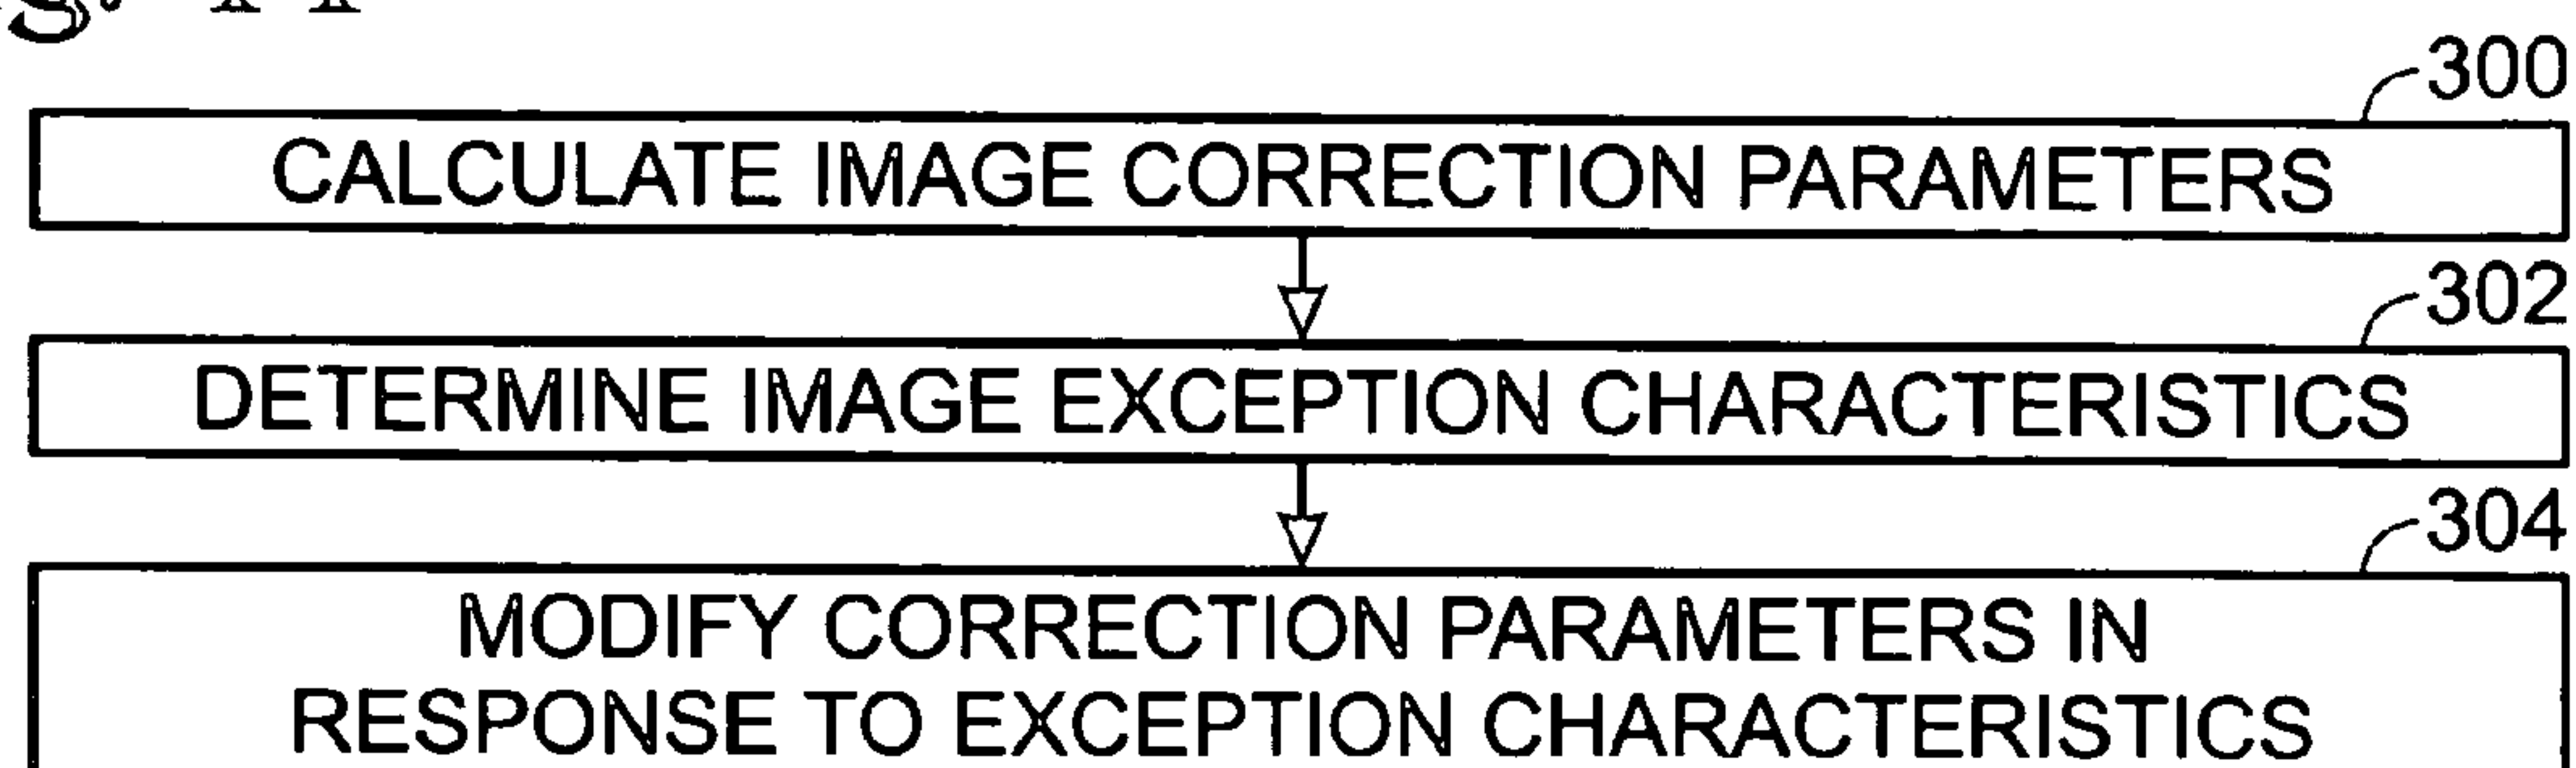 300
CALCULATE IMAGE CORRECTION PARAMETERS
302
DETERMINE IMAGE EXCEPTION CHARACTERISTICS
304
MODIFY CORRECTION PARAMETERS IN
RESPONSE TO EXCEPTION CHARACTERISTICS